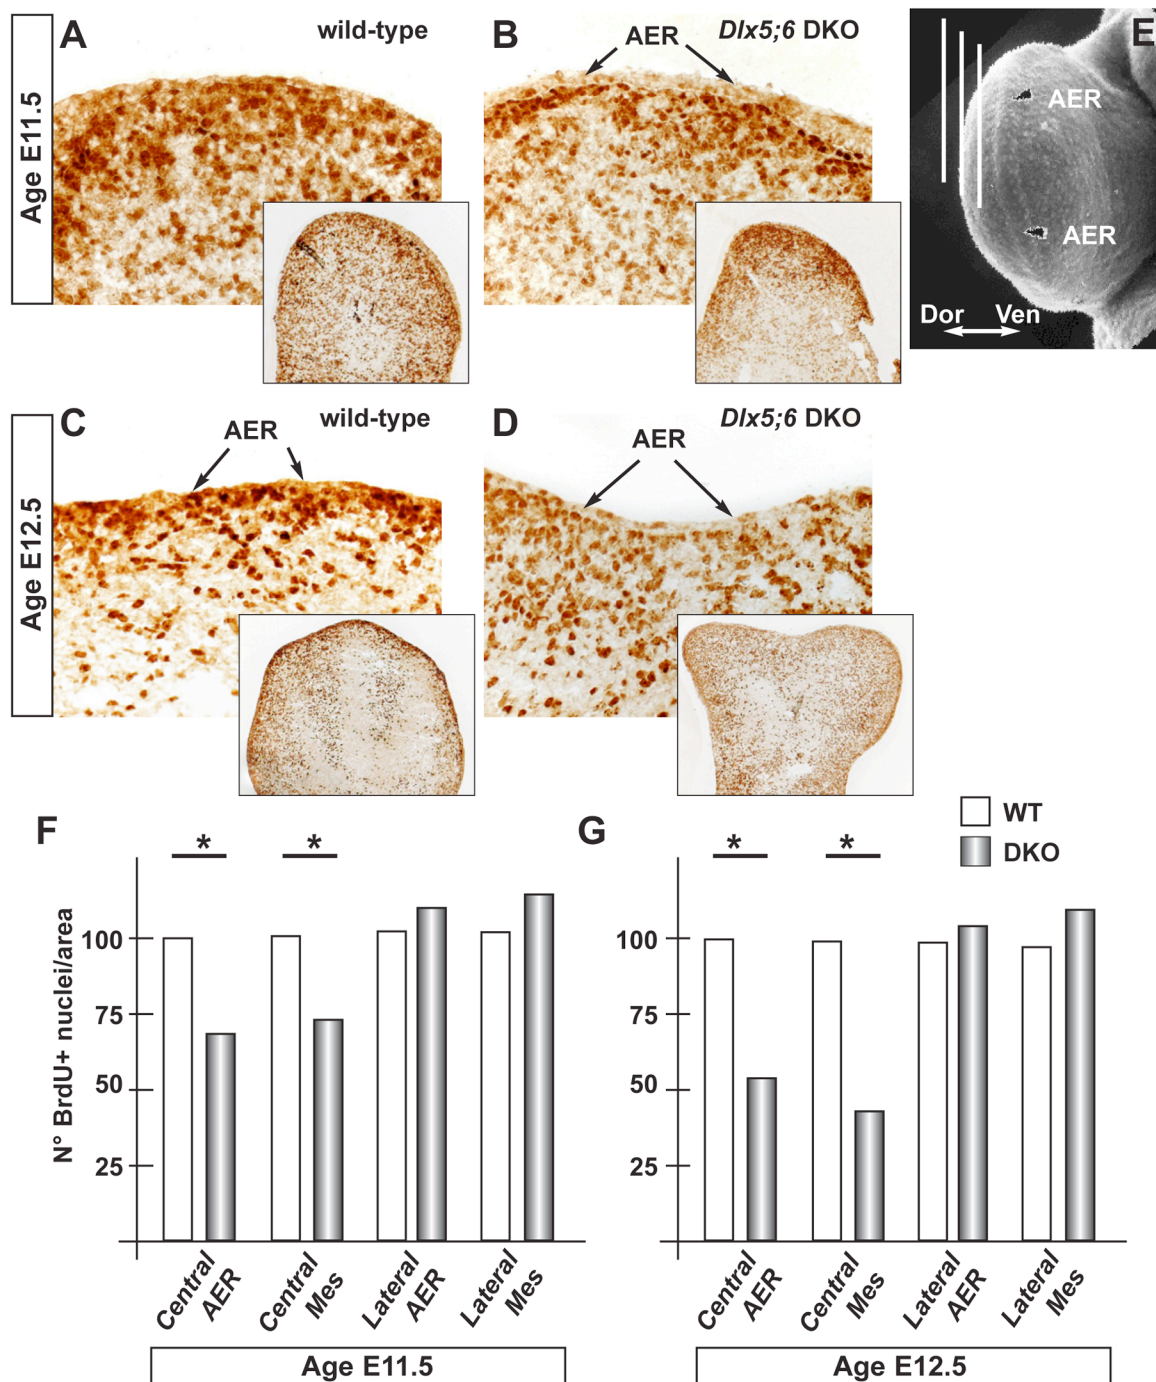 A
wild-type
Age E11.5
B
Dlx5;6 DKO
AER
E
AER
AER
Dor
Ven
C
wild-type
Age E12.5
AER
D
Dlx5;6 DKO
AER
F
*
*
N° BrdU+ nuclei/area
100
75
50
25
Central AER
Central Mes
Lateral AER
Lateral Mes
Age E11.5
G
WT
DKO
*
*
100
75
50
25
Central AER
Central Mes
Lateral AER
Lateral Mes
Age E12.5